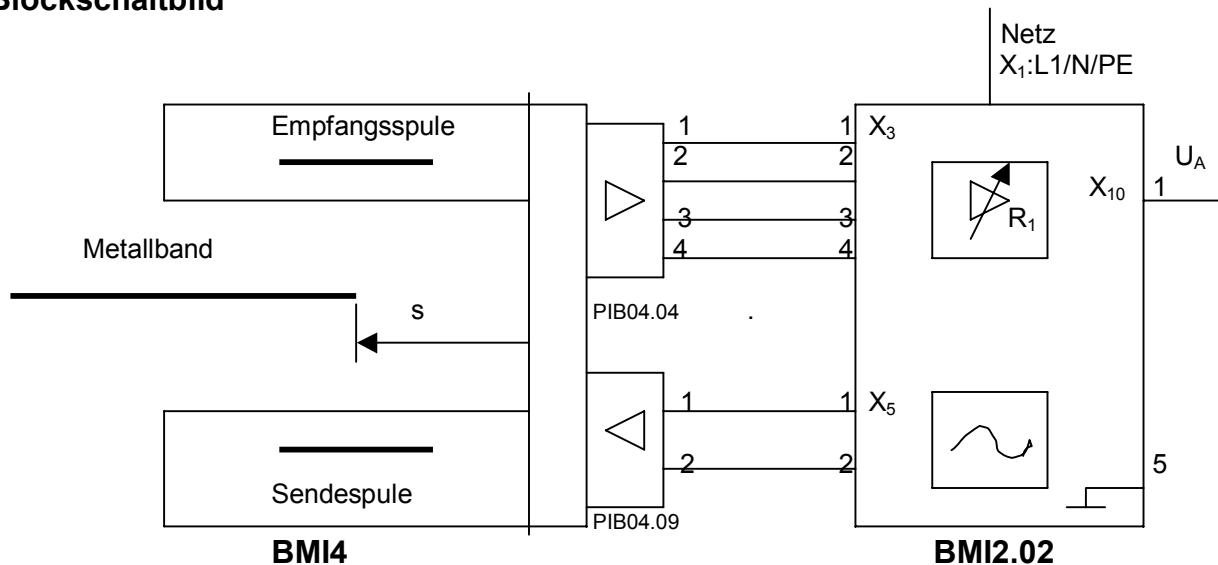 Blockschaltbild
Netz
X₁:L1/N/PE
Empfangsspule
1 1 X₃
2 2
U_A
X₁₀ 1
3 3 R₁
4 4
Metallband
s
PIB04.04 .
1 1 X₅
2 2 5
Sendespule
PIB04.09
BMI4 BMI2.02